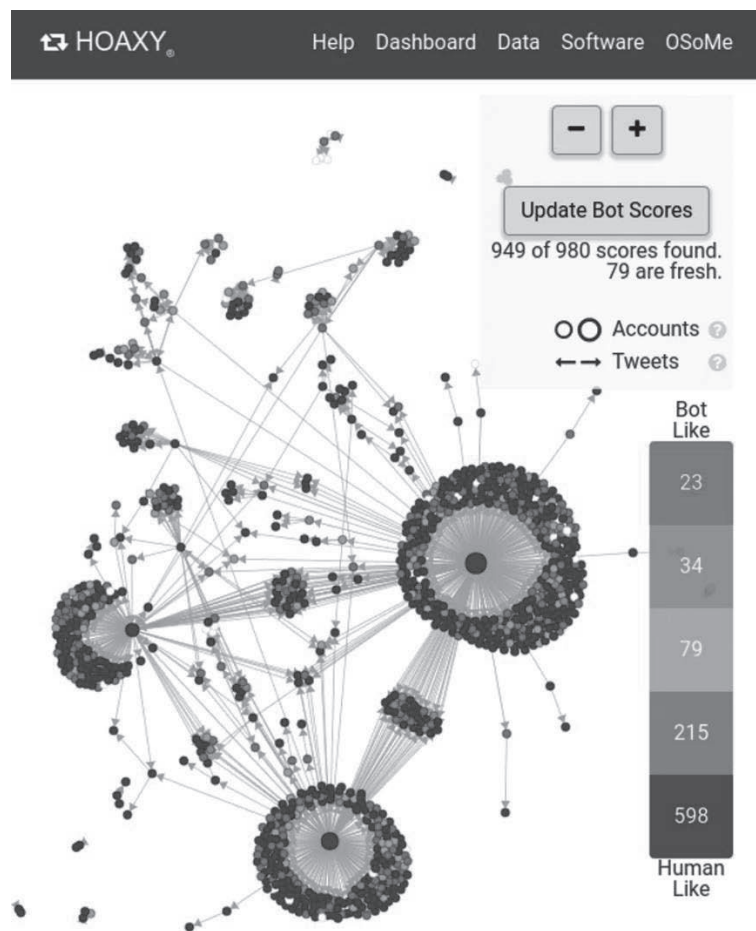 HOAXY®
Help Dashboard Data Software OSoMe
− +
Update Bot Scores
949 of 980 scores found.
79 are fresh.
Accounts ?
Tweets ?
Bot
Like
23
34
79
215
598
Human
Like